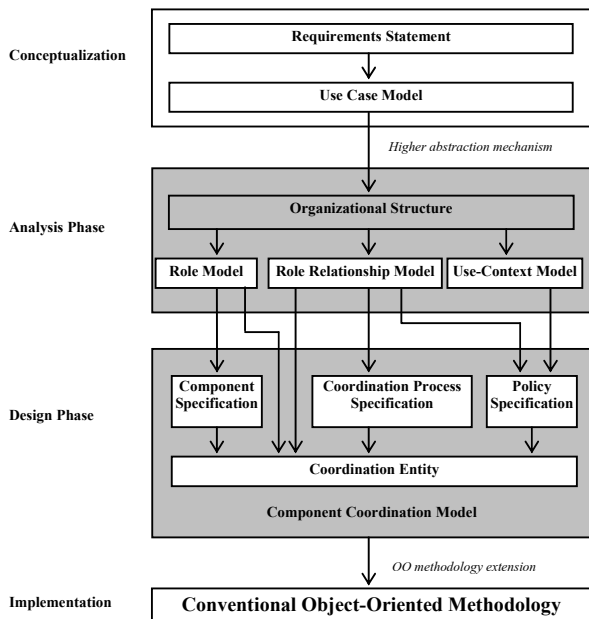 Conceptualization
Requirements Statement
Use Case Model
Higher abstraction mechanism
Analysis Phase
Organizational Structure
Role Model
Role Relationship Model
Use-Context Model
Design Phase
Component
Specification
Coordination Process
Specification
Policy
Specification
Coordination Entity
Component Coordination Model
OO methodology extension
Implementation
Conventional Object-Oriented Methodology